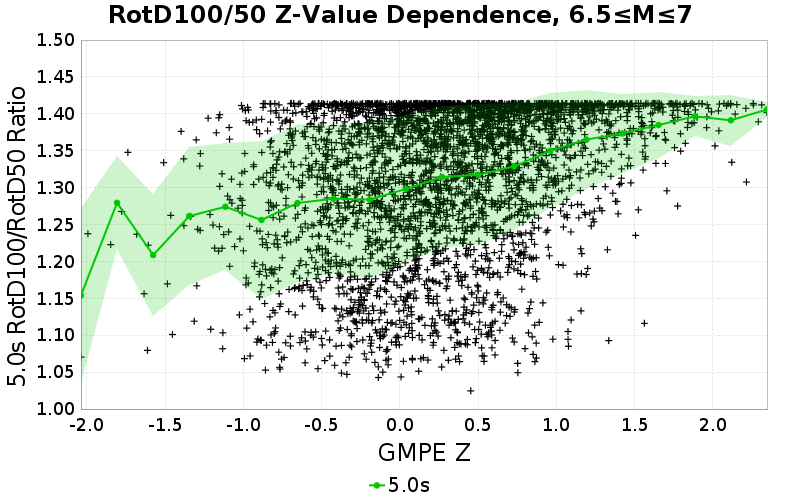 RotD100/50 Z-Value Dependence, 6.5≤M≤7
1.50
1.45
1.40
1.35
1.30
1.25
1.20
1.15
1.10
1.05
1.00
5.0s RotD100/RotD50 Ratio
-2.0 -1.5 -1.0 -0.5 0.0 0.5 1.0 1.5 2.0
GMPE Z
5.0s